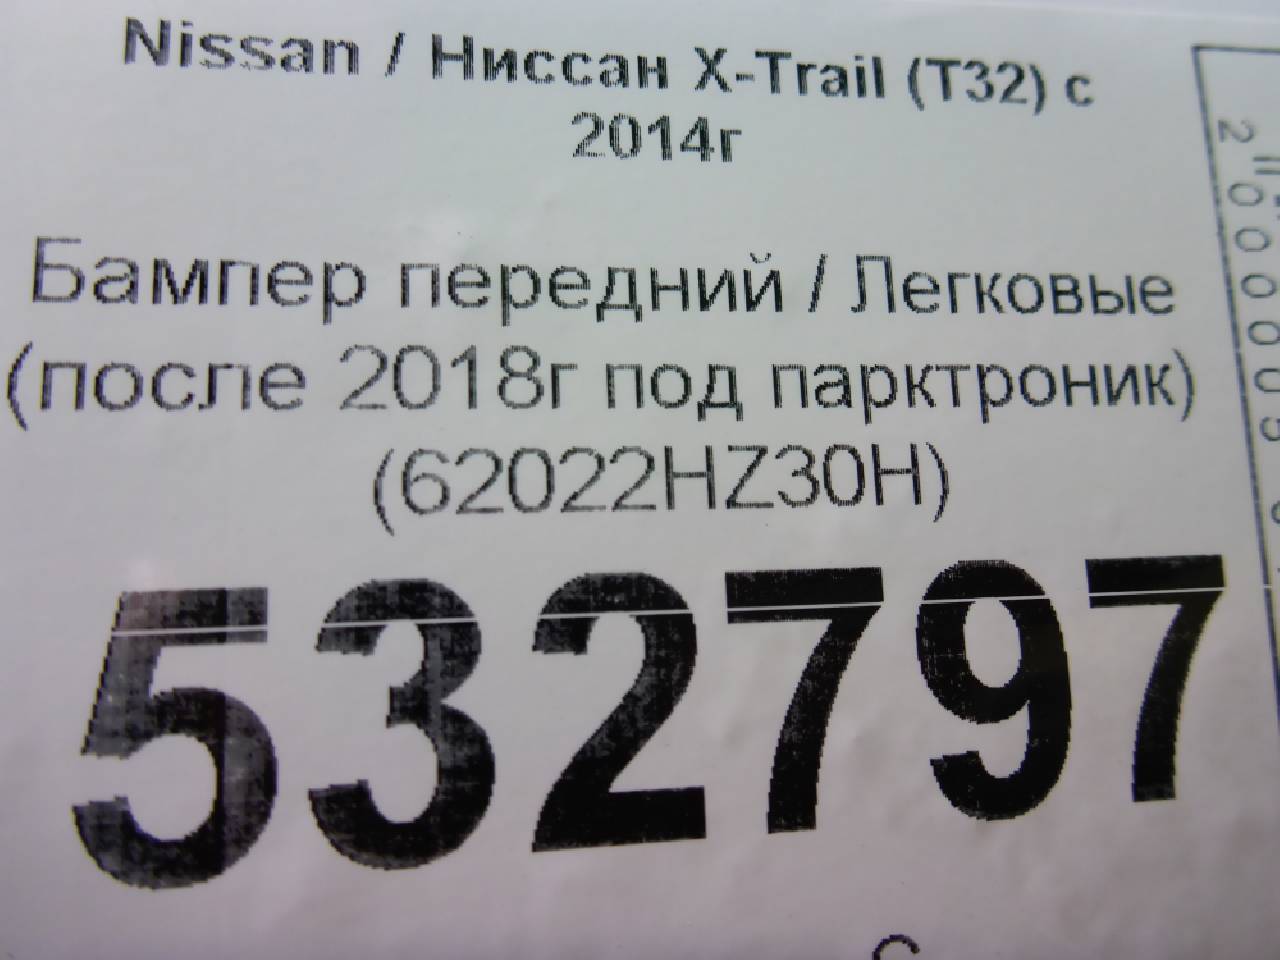 Nissan / Ниссан X-Trail (T32) с
2014г
Бампер передний / Легковые
(после 2018г под парктроник)
(62022HZ30H)
532797